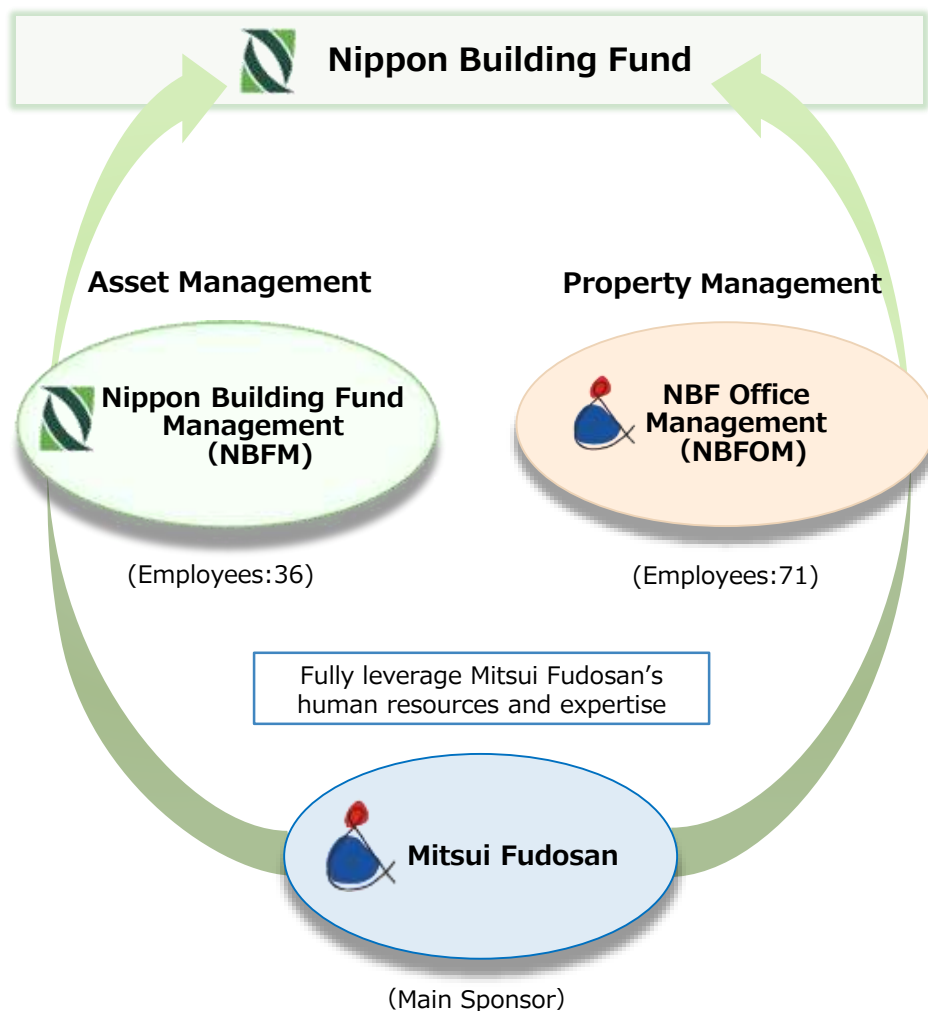 Nippon Building Fund
Asset Management
Nippon Building Fund
Management
(NBFM)
(Employees:36)
Property Management
NBF Office
Management
(NBFOM)
(Employees:71)
Fully leverage Mitsui Fudosan’s
human resources and expertise
Mitsui Fudosan
(Main Sponsor)